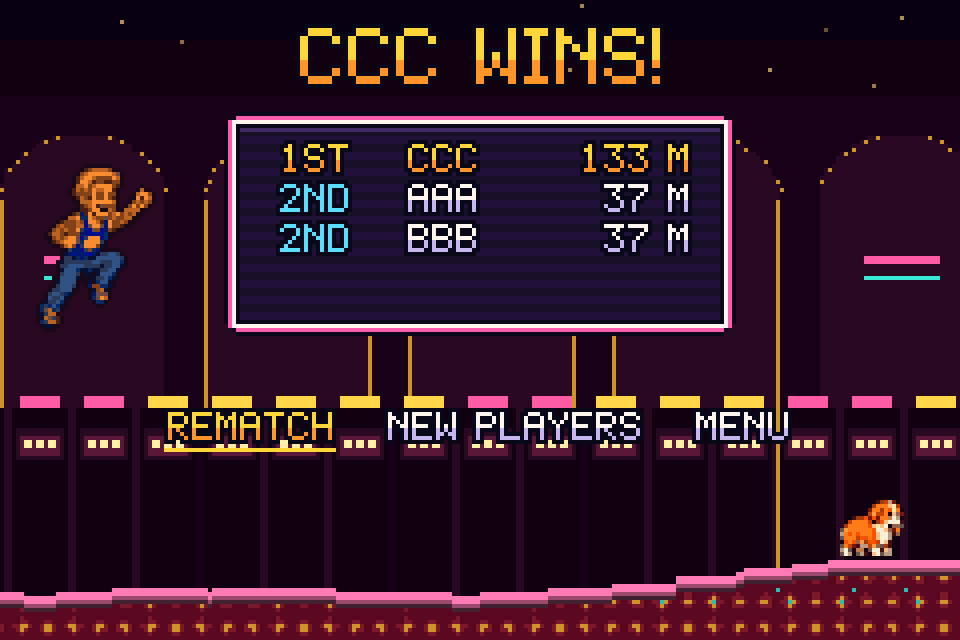 CCC WINS!
1ST CCC 133 M
2ND AAA 37 M
2ND BBB 37 M
REMATCH NEW PLAYERS MENU